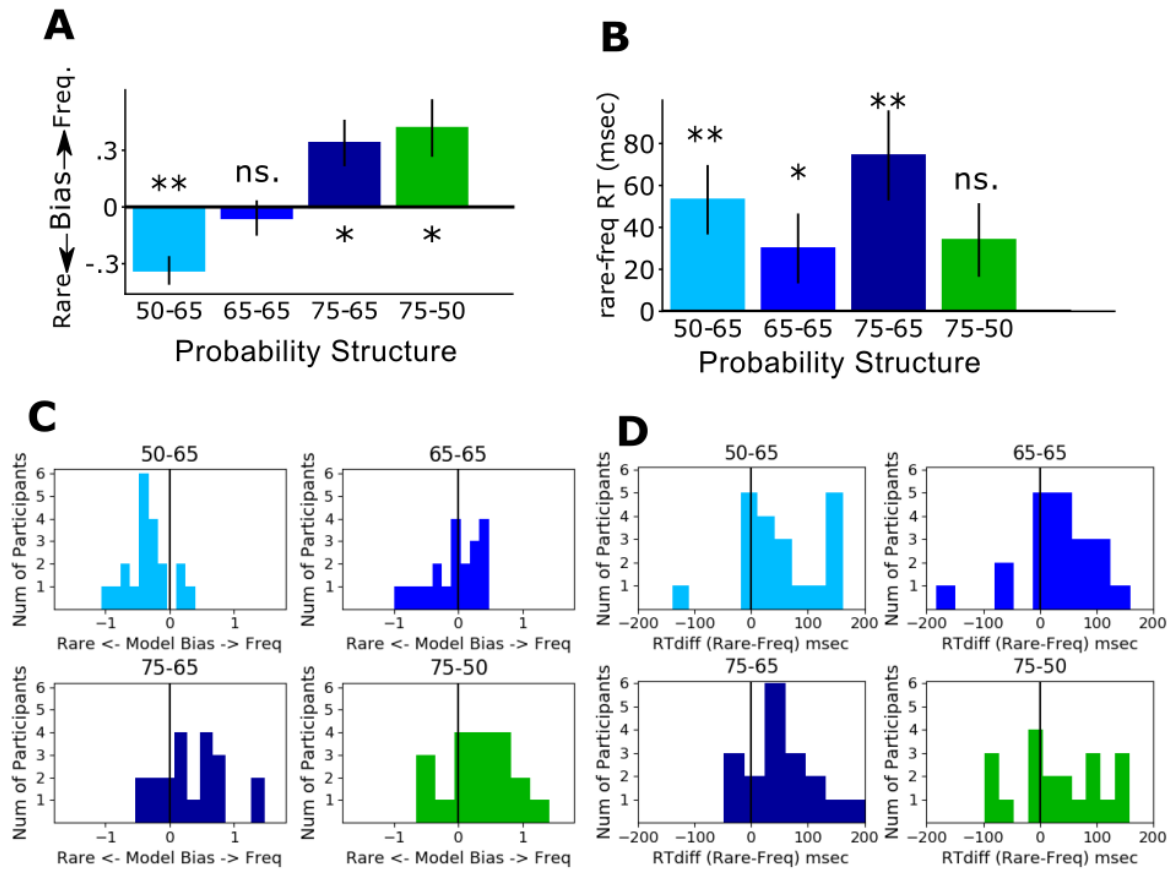 A
Rare◄—Bias—►Freq.
.3
0
-.3
**
ns.
*
*
50-65 65-65 75-65 75-50
Probability Structure
B
rare-freq RT (msec)
80
60
40
20
0
**
*
**
ns.
50-65 65-65 75-65 75-50
Probability Structure
C
50-65
Num of Participants
6
5
4
3
2
1
−1 0 1
Rare <- Model Bias -> Freq
65-65
Num of Participants
6
5
4
3
2
1
−1 0 1
Rare <- Model Bias -> Freq
75-65
Num of Participants
6
5
4
3
2
1
−1 0 1
Rare <- Model Bias -> Freq
75-50
Num of Participants
6
5
4
3
2
1
−1 0 1
Rare <- Model Bias -> Freq
D
50-65
Num of Participants
6
5
4
3
2
1
−200 −100 0 100 200
RTdiff (Rare-Freq) msec
65-65
Num of Participants
6
5
4
3
2
1
−200 −100 0 100 200
RTdiff (Rare-Freq) msec
75-65
Num of Participants
6
5
4
3
2
1
−200 −100 0 100 200
RTdiff (Rare-Freq) msec
75-50
Num of Participants
6
5
4
3
2
1
−200 −100 0 100 200
RTdiff (Rare-Freq) msec